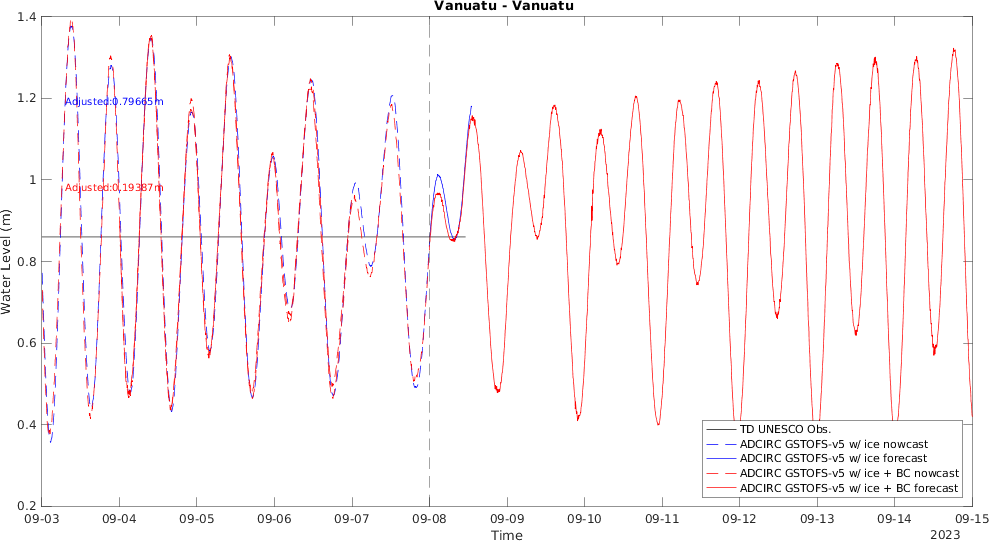 Vanuatu - Vanuatu
Water Level (m)
1.4
1.2
1
0.8
0.6
0.4
0.2
Adjusted:0.79665m
Adjusted:0.19387m
TD UNESCO Obs.
ADCIRC GSTOFS-v5 w/ ice nowcast
ADCIRC GSTOFS-v5 w/ ice forecast
ADCIRC GSTOFS-v5 w/ ice + BC nowcast
ADCIRC GSTOFS-v5 w/ ice + BC forecast
09-03 09-04 09-05 09-06 09-07 09-08 09-09 09-10 09-11 09-12 09-13 09-14 09-15
Time
2023